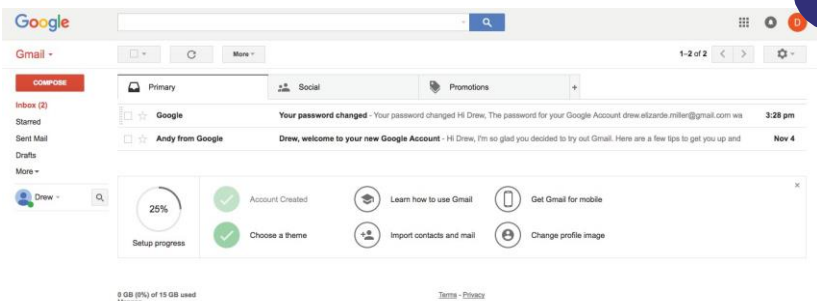 Google
D
Gmail
More
1–2 of 2
COMPOSE
Primary
Social
Promotions
+
Inbox (2)
Starred
Sent Mail
Drafts
More
Drew
Google Your password changed - Your password changed Hi Drew, The password for your Google Account drew.elizarde.miller@gmail.com wa 3:28 pm
Andy from Google Drew, welcome to your new Google Account - Hi Drew, I'm so glad you decided to try out Gmail. Here are a few tips to get you up and Nov 4
25%
Setup progress
Account Created
Learn how to use Gmail
Get Gmail for mobile
Choose a theme
Import contacts and mail
Change profile image
0 GB (0%) of 15 GB used
Terms - Privacy